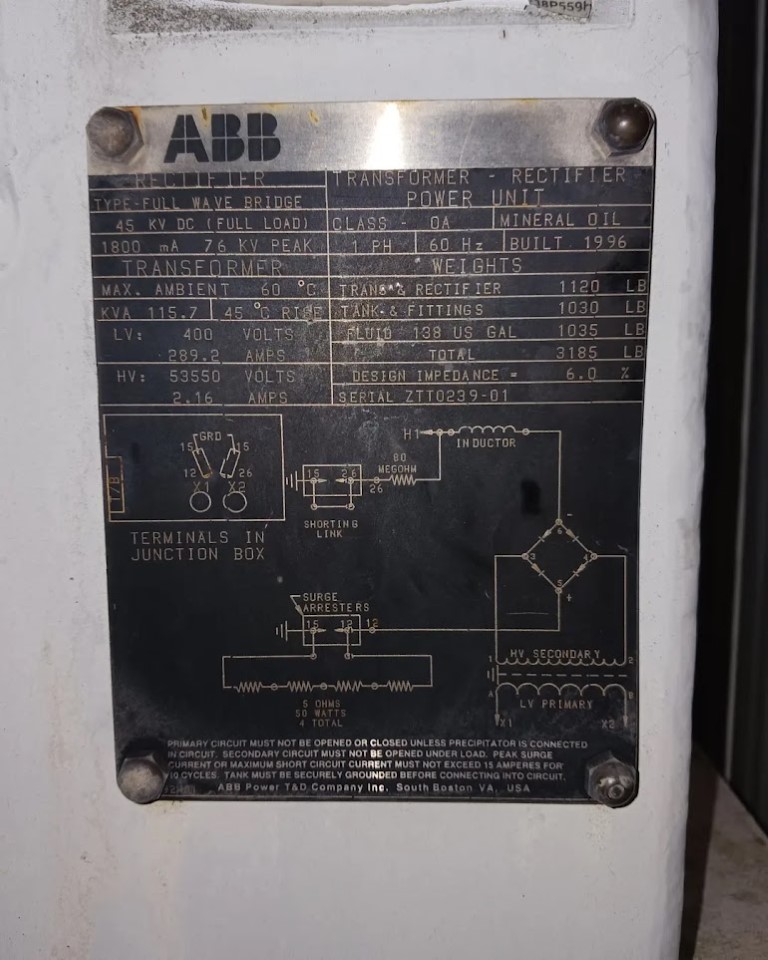 38P559H
ABB
RECTIFIER
TYPE-FULL WAVE BRIDGE
45 KV DC (FULL LOAD)
1800 mA 76 KV PEAK
TRANSFORMER - RECTIFIER
POWER UNIT
CLASS - OA MINERAL OIL
1 PH 60 Hz BUILT 1996
TRANSFORMER
MAX. AMBIENT 60 °C
KVA 115.7 45 °C RISE
LV: 400 VOLTS
289.2 AMPS
HV: 53550 VOLTS
2.16 AMPS
WEIGHTS
TRANS & RECTIFIER 1120 LB
TANK & FITTINGS 1030 LB
FLUID 138 US GAL 1035 LB
TOTAL 3185 LB
DESIGN IMPEDANCE = 6.0 %
SERIAL ZTT0239-01
GRD
15 15
12 26
X1 X2
T/B
TERMINALS IN
JUNCTION BOX
H1
INDUCTOR
80
MEGOHM
15 26
26
SHORTING
LINK
-
6
3 4
5
+
SURGE
ARRESTERS
15 12 12
5 OHMS
50 WATTS
4 TOTAL
HV SECONDARY
1 2
A B
LV PRIMARY
X1 X2
PRIMARY CIRCUIT MUST NOT BE OPENED OR CLOSED UNLESS PRECIPITATOR IS CONNECTED
IN CIRCUIT. SECONDARY CIRCUIT MUST NOT BE OPENED UNDER LOAD. PEAK SURGE
CURRENT OR MAXIMUM SHORT CIRCUIT CURRENT MUST NOT EXCEED 15 AMPERES FOR
10 CYCLES. TANK MUST BE SECURELY GROUNDED BEFORE CONNECTING INTO CIRCUIT.
ABB Power T&D Company Inc. South Boston VA, USA